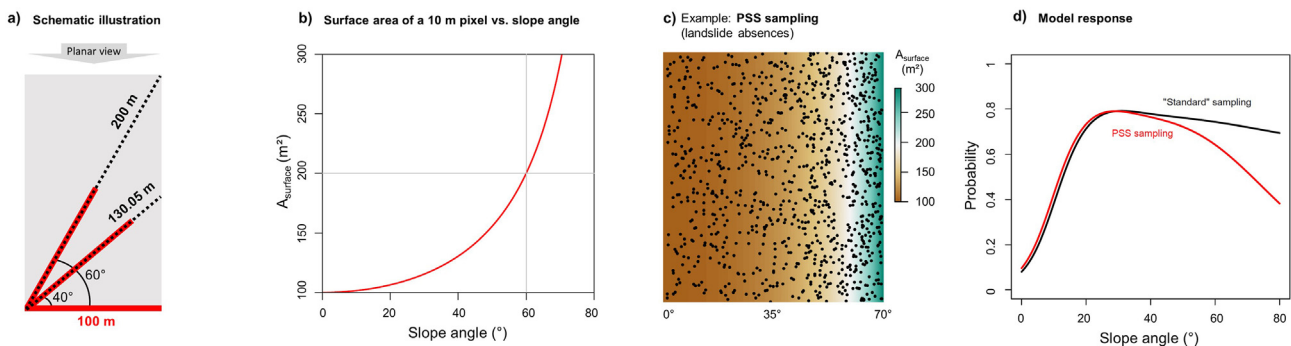 a) Schematic illustration
Planar view
200 m
130.05 m
60°
40°
100 m
b) Surface area of a 10 m pixel vs. slope angle
300
250
200
150
100
A_surface (m²)
0 20 40 60 80
Slope angle (°)
c) Example: PSS sampling
(landslide absences)
A_surface
(m²)
300
250
200
150
100
0° 35° 70°
d) Model response
1
0.8
0.6
0.4
0.2
0
Probability
"Standard" sampling
PSS sampling
0 20 40 60 80
Slope angle (°)